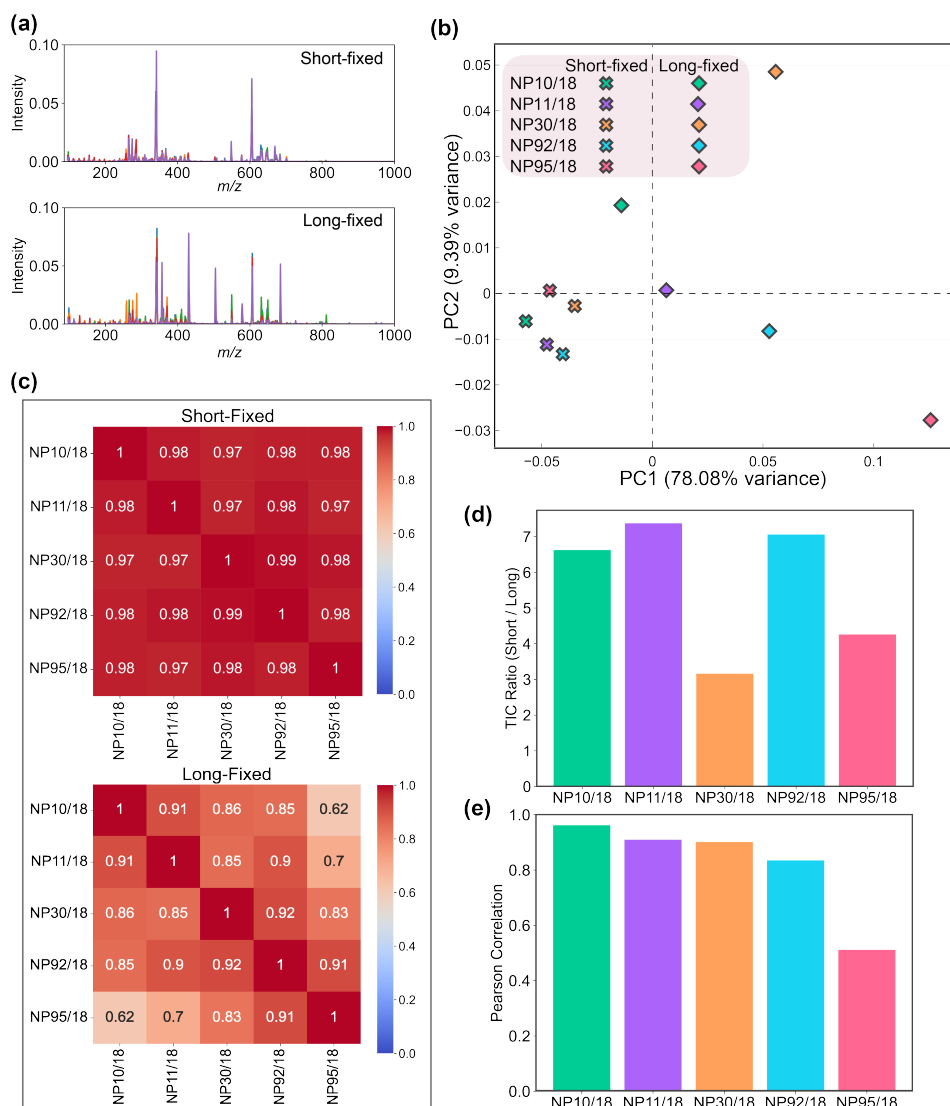 (a)
0.10
Short-fixed
Intensity
0.05
0.00
200 400 600 800 1000
m/z
0.10
Long-fixed
Intensity
0.05
0.00
200 400 600 800 1000
m/z
(b)
Short-fixed Long-fixed
NP10/18
NP11/18
NP30/18
NP92/18
NP95/18
PC2 (9.39% variance)
0.05
0.04
0.03
0.02
0.01
0
−0.01
−0.02
−0.03
−0.05 0 0.05 0.1
PC1 (78.08% variance)
(c)
Short-Fixed
NP10/18 1 0.98 0.97 0.98 0.98
NP11/18 0.98 1 0.97 0.98 0.97
NP30/18 0.97 0.97 1 0.99 0.98
NP92/18 0.98 0.98 0.99 1 0.98
NP95/18 0.98 0.97 0.98 0.98 1
NP10/18 NP11/18 NP30/18 NP92/18 NP95/18
1.0
0.8
0.6
0.4
0.2
0.0
Long-Fixed
NP10/18 1 0.91 0.86 0.85 0.62
NP11/18 0.91 1 0.85 0.9 0.7
NP30/18 0.86 0.85 1 0.92 0.83
NP92/18 0.85 0.9 0.92 1 0.91
NP95/18 0.62 0.7 0.83 0.91 1
NP10/18 NP11/18 NP30/18 NP92/18 NP95/18
1.0
0.8
0.6
0.4
0.2
0.0
(d)
TIC Ratio (Short / Long)
7
6
5
4
3
2
1
0
NP10/18 NP11/18 NP30/18 NP92/18 NP95/18
(e)
Pearson Correlation
1.0
0.8
0.6
0.4
0.2
0.0
NP10/18 NP11/18 NP30/18 NP92/18 NP95/18